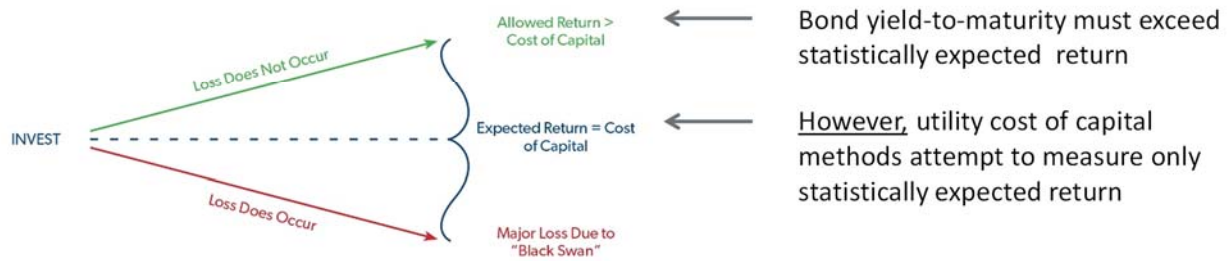 Allowed Return >
Cost of Capital
Bond yield-to-maturity must exceed
statistically expected return
Loss Does Not Occur
INVEST
Expected Return = Cost
of Capital
However, utility cost of capital
methods attempt to measure only
statistically expected return
Loss Does Occur
Major Loss Due to
"Black Swan"